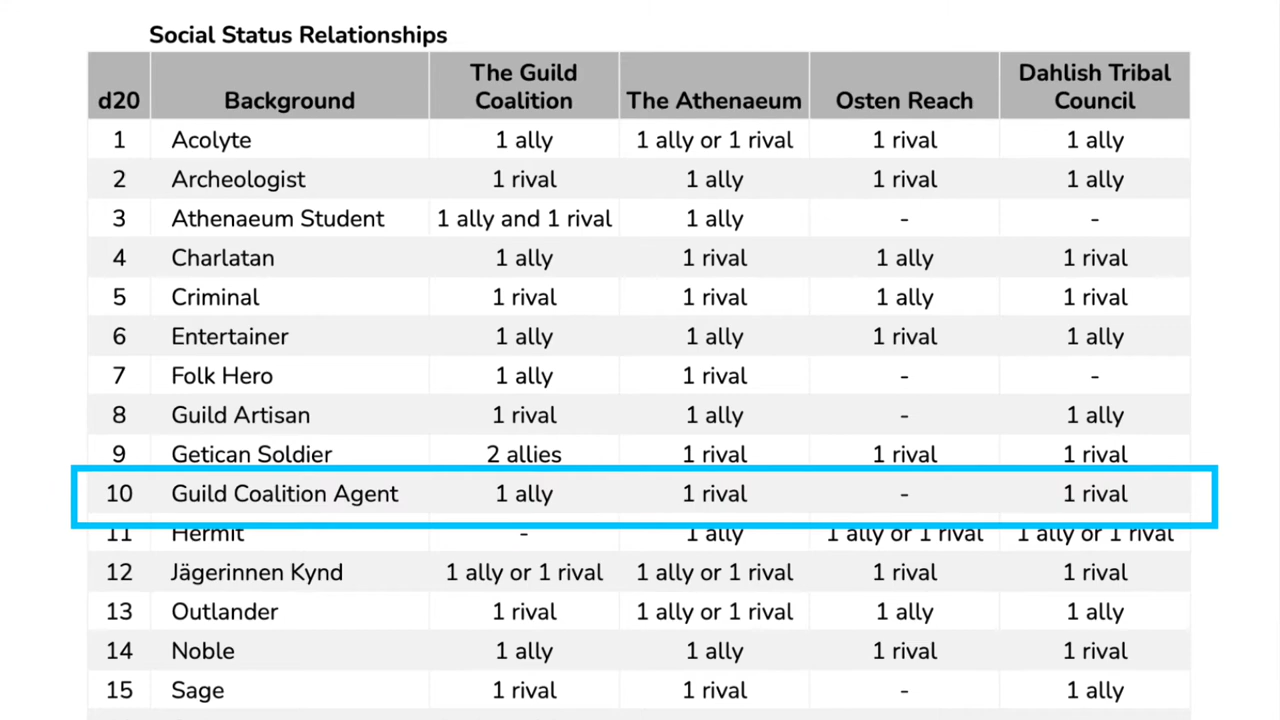 Social Status Relationships
d20 Background The Guild Coalition The Athenaeum Osten Reach Dahlish Tribal Council
1 Acolyte 1 ally 1 ally or 1 rival 1 rival 1 ally
2 Archeologist 1 rival 1 ally 1 rival 1 ally
3 Athenaeum Student 1 ally and 1 rival 1 ally - -
4 Charlatan 1 ally 1 rival 1 ally 1 rival
5 Criminal 1 rival 1 rival 1 ally 1 rival
6 Entertainer 1 ally 1 ally 1 rival 1 ally
7 Folk Hero 1 ally 1 rival - -
8 Guild Artisan 1 rival 1 ally - 1 ally
9 Getican Soldier 2 allies 1 rival 1 rival 1 rival
10 Guild Coalition Agent 1 ally 1 rival - 1 rival
11 Hermit - 1 ally 1 ally or 1 rival 1 ally or 1 rival
12 Jägerinnen Kynd 1 ally or 1 rival 1 ally or 1 rival 1 rival 1 rival
13 Outlander 1 rival 1 ally or 1 rival 1 ally 1 ally
14 Noble 1 ally 1 ally 1 rival 1 rival
15 Sage 1 rival 1 rival - 1 ally